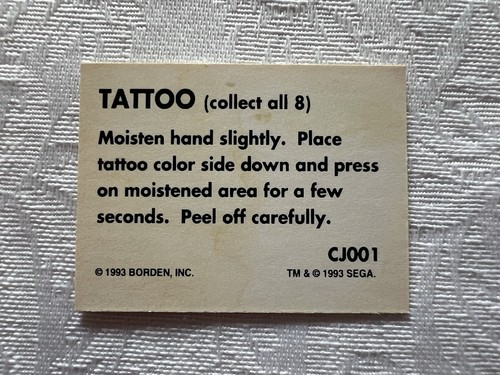 TATTOO (collect all 8)
Moisten hand slightly. Place
tattoo color side down and press
on moistened area for a few
seconds. Peel off carefully.
CJ001
© 1993 BORDEN, INC. TM & © 1993 SEGA.